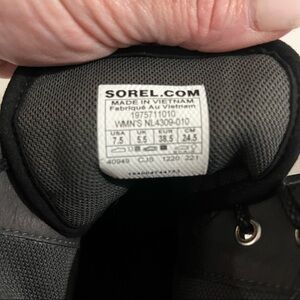 SOREL.COM
MADE IN VIETNAM
Fabriqué Au Vietnam
1975711010
WMN'S NL4309-010
USA UK EUR CM
7.5 5.5 38.5 24.5
40949 CJS 1220 221